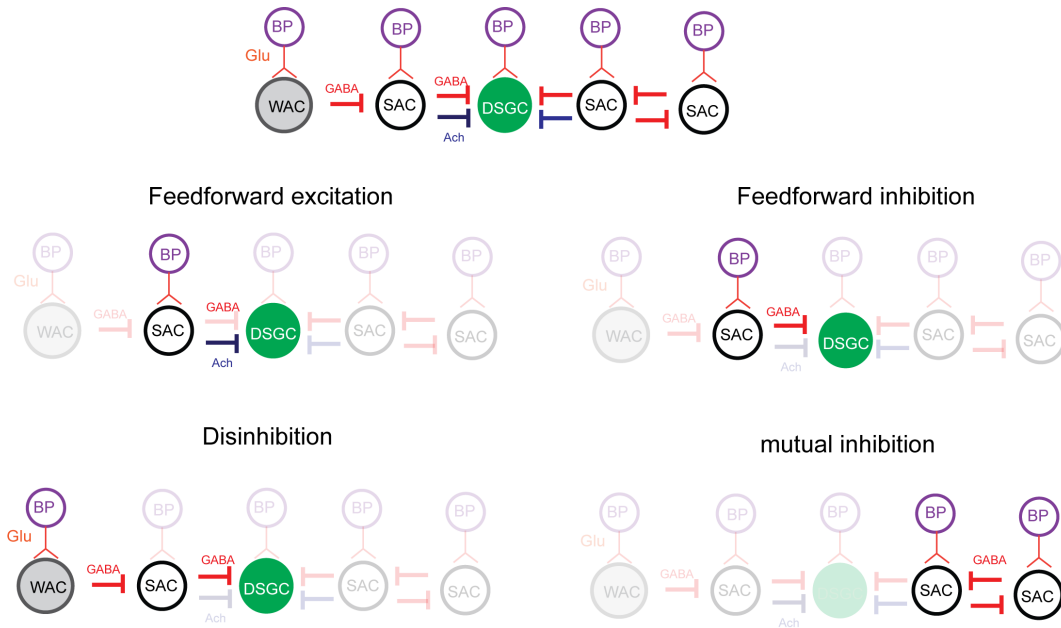 BP BP BP BP BP
Glu
GABA GABA
WAC SAC DSGC SAC SAC
Ach
Feedforward excitation
BP BP BP BP BP
Glu
GABA GABA
WAC SAC DSGC SAC SAC
Ach
Feedforward inhibition
BP BP BP BP BP
Glu
GABA GABA
WAC SAC DSGC SAC SAC
Ach
Disinhibition
BP BP BP BP BP
Glu
GABA GABA
WAC SAC DSGC SAC SAC
Ach
mutual inhibition
BP BP BP BP BP
Glu
GABA GABA
WAC SAC SAC SAC
Ach